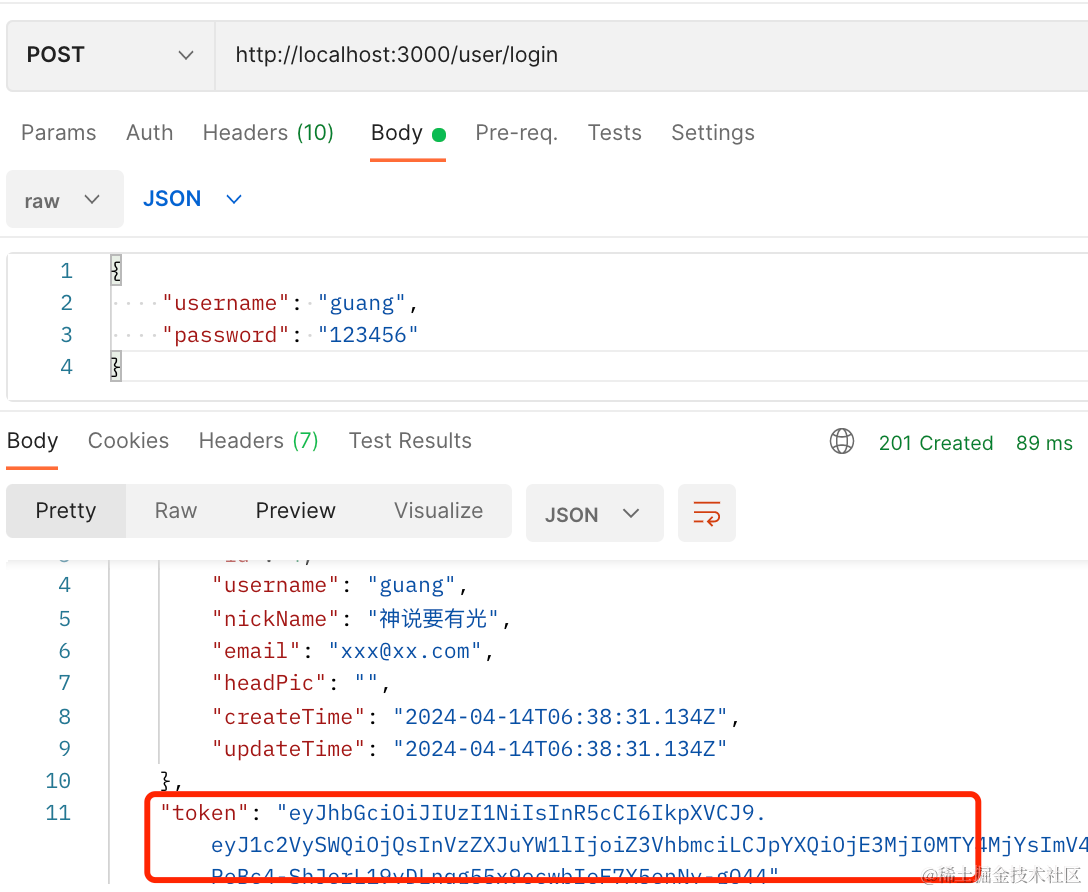 POST http://localhost:3000/user/login
Params Auth Headers (10) Body Pre-req. Tests Settings
raw JSON
1 {
2 "username": "guang",
3 "password": "123456"
4 }
Body Cookies Headers (7) Test Results 201 Created 89 ms
Pretty Raw Preview Visualize JSON
4 "username": "guang",
5 "nickName": "神说要有光",
6 "email": "xxx@xx.com",
7 "headPic": "",
8 "createTime": "2024-04-14T06:38:31.134Z",
9 "updateTime": "2024-04-14T06:38:31.134Z"
10 },
11 "token": "eyJhbGciOiJIUzI1NiIsInR5cCI6IkpXVCJ9.
eyJ1c2VySWQiOjQsInVzZXJuYW1lIjoiZ3VhbmciLCJpYXQiOjE3MjI0MTY4MjYsImV4
@稀土掘金技术社区